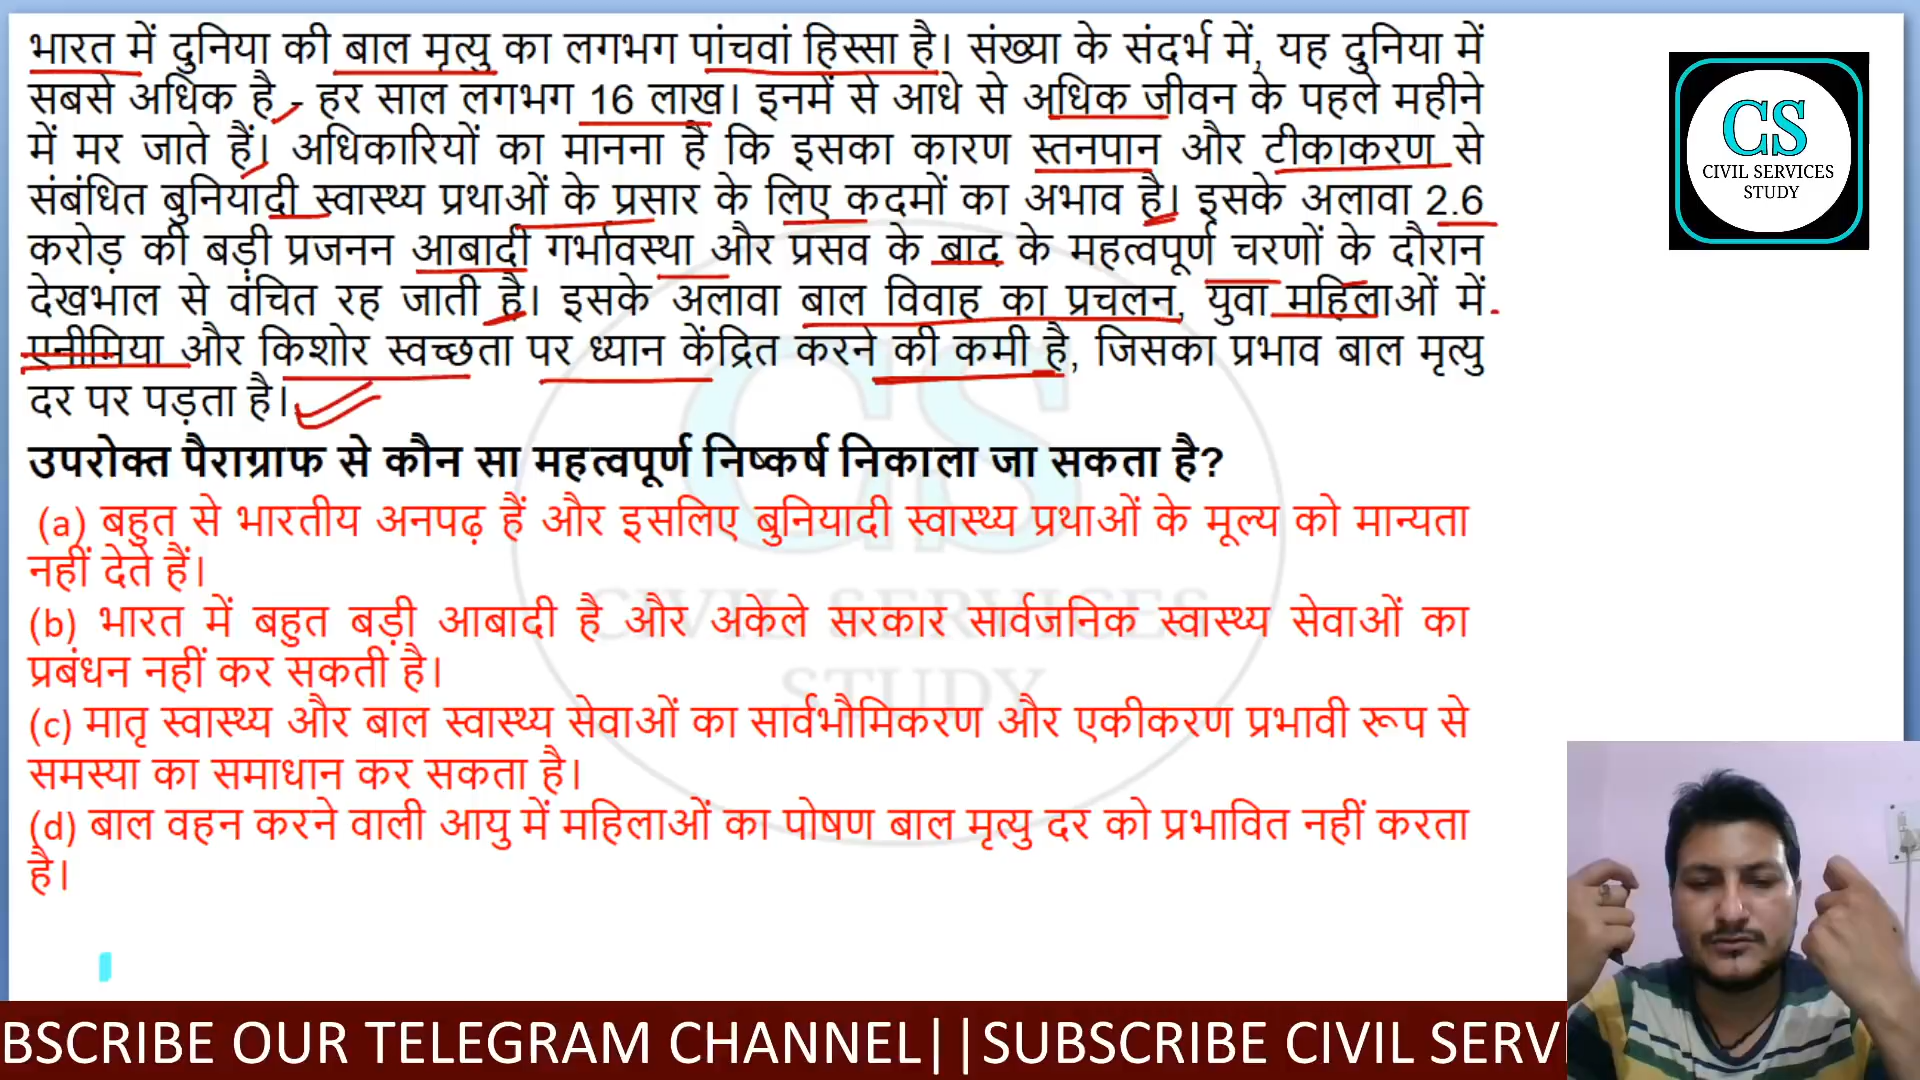 भारत में दुनिया की बाल मृत्यु का लगभग पांचवां हिस्सा है। संख्या के संदर्भ में, यह दुनिया में
सबसे अधिक है - हर साल लगभग 16 लाख। इनमें से आधे से अधिक जीवन के पहले महीने
में मर जाते हैं। अधिकारियों का मानना है कि इसका कारण स्तनपान और टीकाकरण से
संबंधित बुनियादी स्वास्थ्य प्रथाओं के प्रसार के लिए कदमों का अभाव है। इसके अलावा 2.6
करोड़ की बड़ी प्रजनन आबादी गर्भावस्था और प्रसव के बाद के महत्वपूर्ण चरणों के दौरान
देखभाल से वंचित रह जाती है। इसके अलावा बाल विवाह का प्रचलन, युवा महिलाओं में
एनीमिया और किशोर स्वच्छता पर ध्यान केंद्रित करने की कमी है, जिसका प्रभाव बाल मृत्यु
दर पर पड़ता है।
उपरोक्त पैराग्राफ से कौन सा महत्वपूर्ण निष्कर्ष निकाला जा सकता है?
(a) बहुत से भारतीय अनपढ़ हैं और इसलिए बुनियादी स्वास्थ्य प्रथाओं के मूल्य को मान्यता
नहीं देते हैं।
(b) भारत में बहुत बड़ी आबादी है और अकेले सरकार सार्वजनिक स्वास्थ्य सेवाओं का
प्रबंधन नहीं कर सकती है।
(c) मातृ स्वास्थ्य और बाल स्वास्थ्य सेवाओं का सार्वभौमिकरण और एकीकरण प्रभावी रूप से
समस्या का समाधान कर सकता है।
(d) बाल वहन करने वाली आयु में महिलाओं का पोषण बाल मृत्यु दर को प्रभावित नहीं करता
है।
CS
CIVIL SERVICES
STUDY
CS
CIVIL SERVICES
STUDY
BSCRIBE OUR TELEGRAM CHANNEL||SUBSCRIBE CIVIL SERV